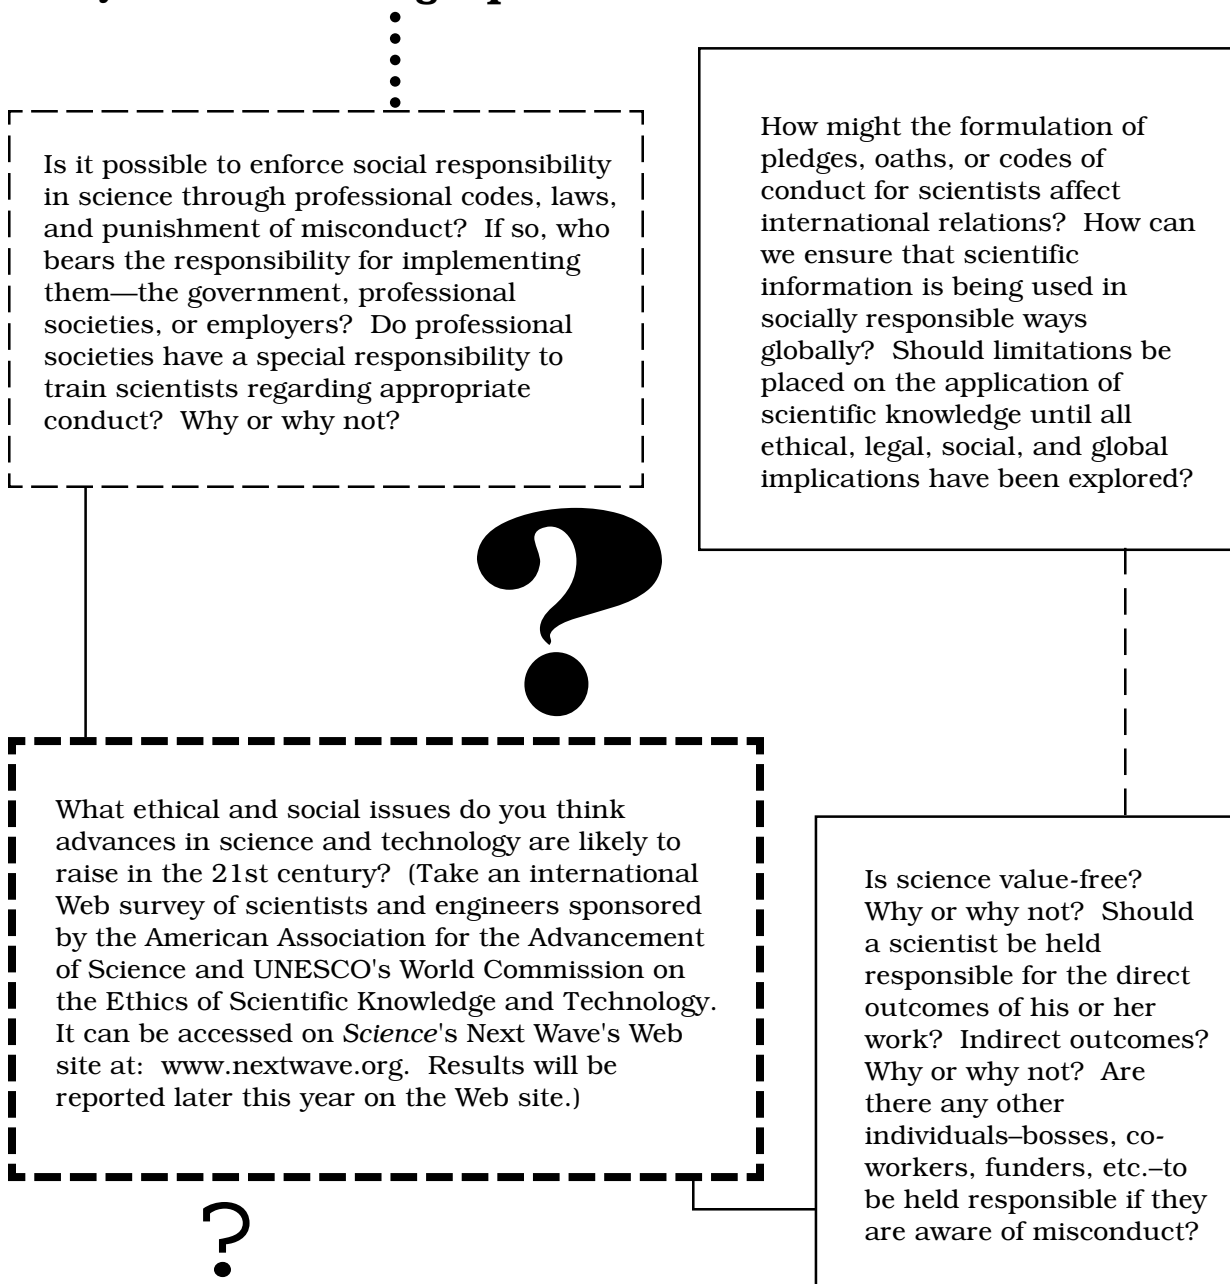 Is it possible to enforce social responsibility
in science through professional codes, laws,
and punishment of misconduct?  If so, who
bears the responsibility for implementing
them—the government, professional
societies, or employers?  Do professional
societies have a special responsibility to
train scientists regarding appropriate
conduct?  Why or why not?
How might the formulation of
pledges, oaths, or codes of
conduct for scientists affect
international relations?  How can
we ensure that scientific
information is being used in
socially responsible ways
globally?  Should limitations be
placed on the application of
scientific knowledge until all
ethical, legal, social, and global
implications have been explored?
?
What ethical and social issues do you think
advances in science and technology are likely to
raise in the 21st century?  (Take an international
Web survey of scientists and engineers sponsored
by the American Association for the Advancement
of Science and UNESCO's World Commission on
the Ethics of Scientific Knowledge and Technology.
It can be accessed on Science's Next Wave's Web
site at:  www.nextwave.org.  Results will be
reported later this year on the Web site.)
Is science value-free?
Why or why not?  Should
a scientist be held
responsible for the direct
outcomes of his or her
work?  Indirect outcomes?
Why or why not?  Are
there any other
individuals–bosses, co-
workers, funders, etc.–to
be held responsible if they
are aware of misconduct?
?